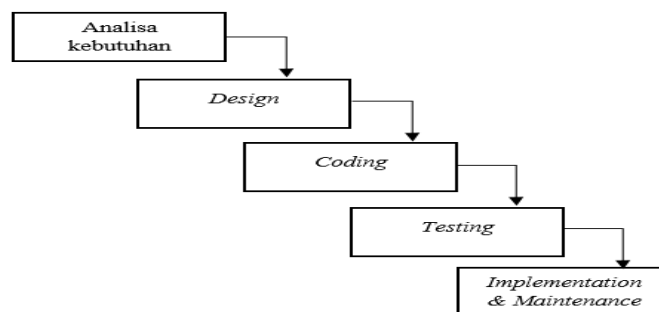 Analisa
kebutuhan
Design
Coding
Testing
Implementation
& Maintenance